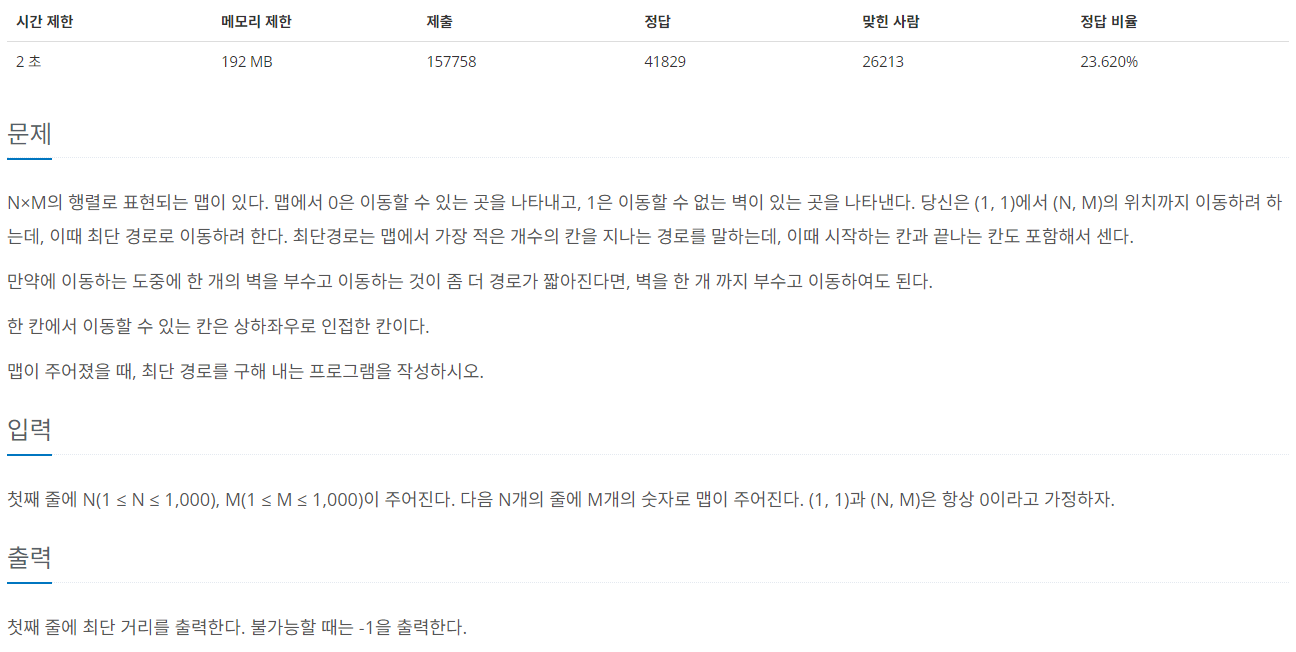 시간 제한 메모리 제한 제출 정답 맞힌 사람 정답 비율
2 초 192 MB 157758 41829 26213 23.620%
문제
N×M의 행렬로 표현되는 맵이 있다. 맵에서 0은 이동할 수 있는 곳을 나타내고, 1은 이동할 수 없는 벽이 있는 곳을 나타낸다. 당신은 (1, 1)에서 (N, M)의 위치까지 이동하려 하
는데, 이때 최단 경로로 이동하려 한다. 최단경로는 맵에서 가장 적은 개수의 칸을 지나는 경로를 말하는데, 이때 시작하는 칸과 끝나는 칸도 포함해서 센다.
만약에 이동하는 도중에 한 개의 벽을 부수고 이동하는 것이 좀 더 경로가 짧아진다면, 벽을 한 개 까지 부수고 이동하여도 된다.
한 칸에서 이동할 수 있는 칸은 상하좌우로 인접한 칸이다.
맵이 주어졌을 때, 최단 경로를 구해 내는 프로그램을 작성하시오.
입력
첫째 줄에 N(1 ≤ N ≤ 1,000), M(1 ≤ M ≤ 1,000)이 주어진다. 다음 N개의 줄에 M개의 숫자로 맵이 주어진다. (1, 1)과 (N, M)은 항상 0이라고 가정하자.
출력
첫째 줄에 최단 거리를 출력한다. 불가능할 때는 -1을 출력한다.